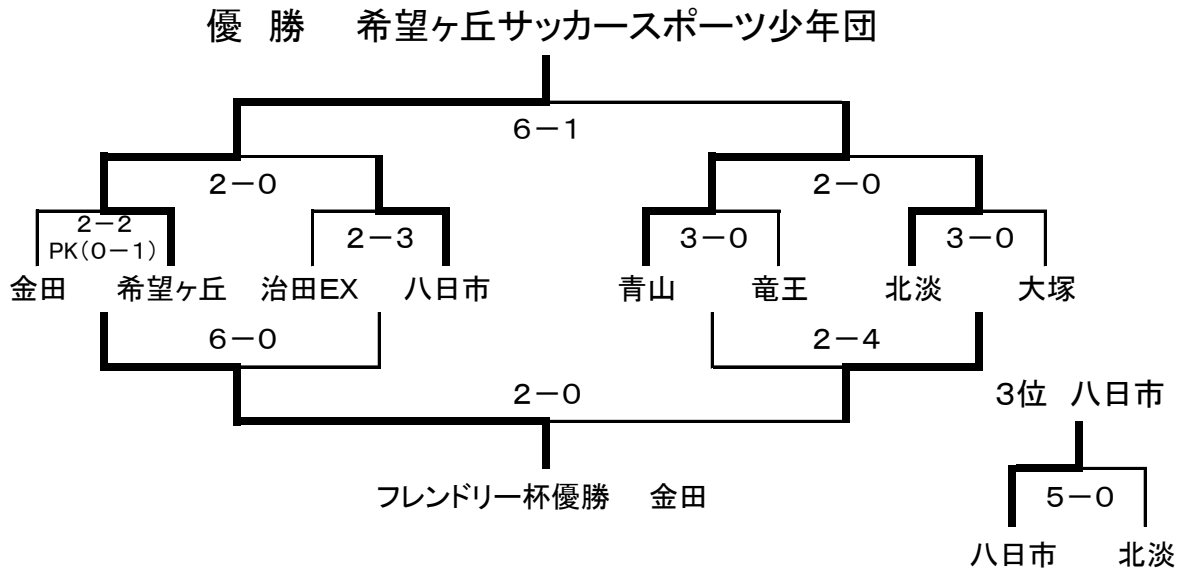 優　勝　　希望ヶ丘サッカースポーツ少年団
６－１
２－０　２－０
２－２
PK(０－１)　２－３　３－０　３－０
金田　希望ヶ丘　治田EX　八日市　青山　竜王　北淡　大塚
６－０　２－４
２－０
３位　八日市
フレンドリー杯優勝　金田
５－０
八日市　北淡